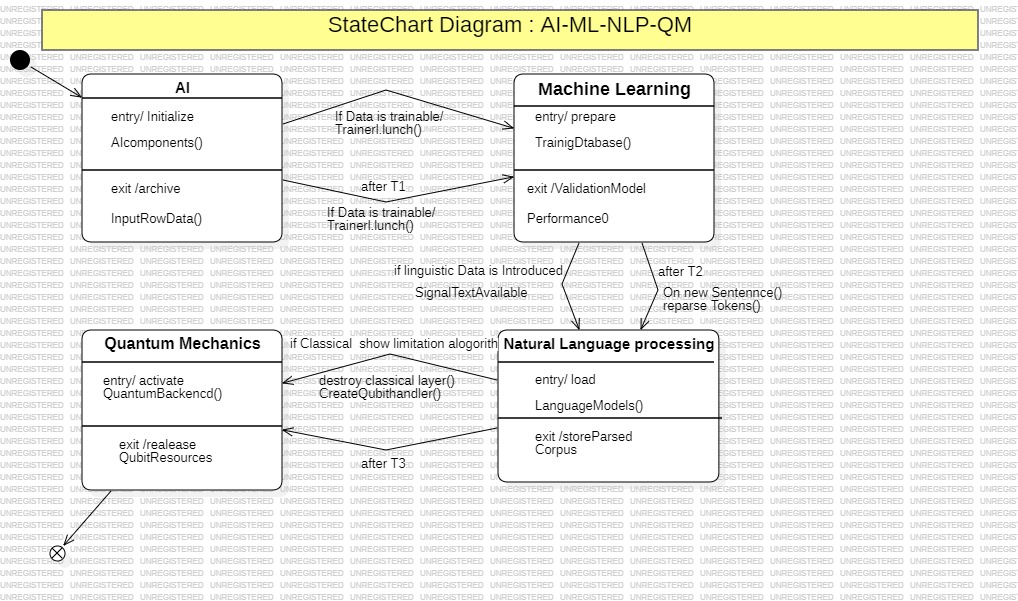 StateChart Diagram : AI-ML-NLP-QM
AI
entry/ Initialize
AIcomponents()
exit /archive
InputRowData()
If Data is trainable/
TrainerI.lunch()
after T1
If Data is trainable/
TrainerI.lunch()
Machine Learning
entry/ prepare
TrainigDtabase()
exit /ValidationModel
Performance0
if linguistic Data is Introduced
SignalTextAvailable
after T2
On new Sentennce()
reparse Tokens()
Quantum Mechanics
entry/ activate
QuantumBackencd()
exit /realease
QubitResources
if Classical  show limitation alogorith
destroy classical layer()
CreateQubithandler()
after T3
Natural Language processing
entry/ load
LanguageModels()
exit /storeParsed
Corpus
UNREGISTERED